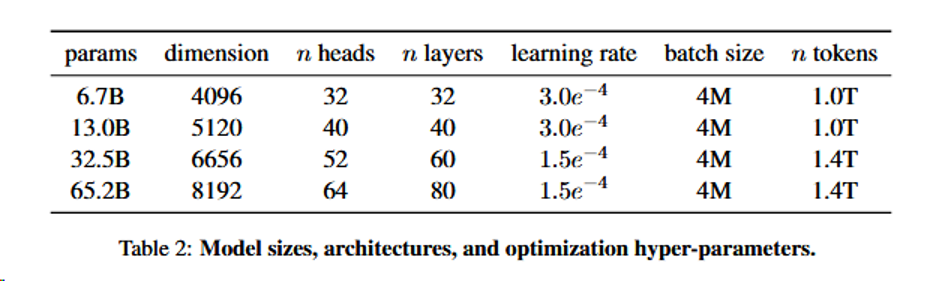 params dimension n heads n layers learning rate batch size n tokens
6.7B 4096 32 32 3.0e⁻⁴ 4M 1.0T
13.0B 5120 40 40 3.0e⁻⁴ 4M 1.0T
32.5B 6656 52 60 1.5e⁻⁴ 4M 1.4T
65.2B 8192 64 80 1.5e⁻⁴ 4M 1.4T
Table 2: Model sizes, architectures, and optimization hyper-parameters.